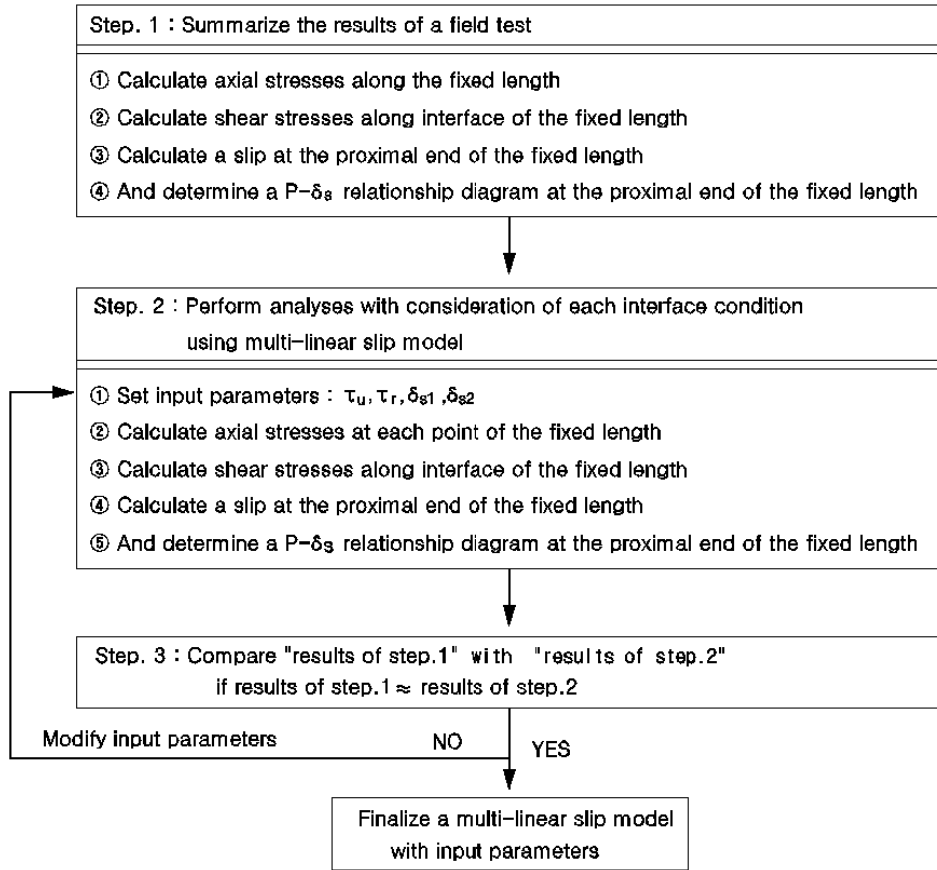 Step. 1 : Summarize the results of a field test
① Calculate axial stresses along the fixed length
② Calculate shear stresses along interface of the fixed length
③ Calculate a slip at the proximal end of the fixed length
④ And determine a P-δs relationship diagram at the proximal end of the fixed length
Step. 2 : Perform analyses with consideration of each interface condition
using multi-linear slip model
① Set input parameters : τu, τr, δs1 ,δs2
② Calculate axial stresses at each point of the fixed length
③ Calculate shear stresses along interface of the fixed length
④ Calculate a slip at the proximal end of the fixed length
⑤ And determine a P-δs relationship diagram at the proximal end of the fixed length
Step. 3 : Compare "results of step.1" with "results of step.2"
if results of step.1 ≈ results of step.2
Modify input parameters NO YES
Finalize a multi-linear slip model
with input parameters